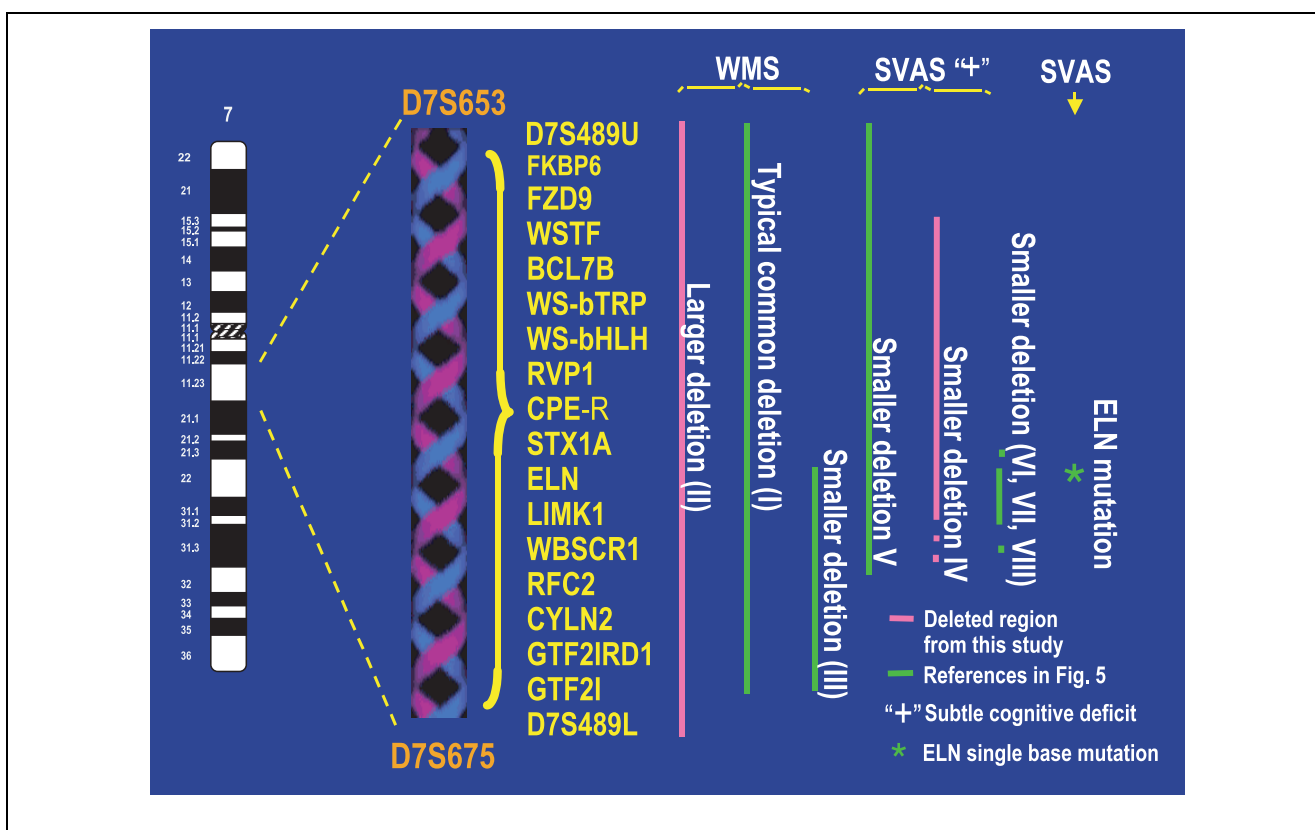 WMS
SVAS “+”
SVAS
D7S653
7
22
21
15.3
15.2
15.1
14
13
12
11.2
11.1
11.1
11.21
11.22
11.23
21.1
21.2
21.3
22
31.1
31.2
31.3
32
33
34
35
36
D7S675
D7S489U
FKBP6
FZD9
WSTF
BCL7B
WS-bTRP
WS-bHLH
RVP1
CPE-R
STX1A
ELN
LIMK1
WBSCR1
RFC2
CYLN2
GTF2IRD1
GTF2I
D7S489L
Larger deletion (II)
Typical common deletion (I)
Smaller deletion (III)
Smaller deletion V
Smaller deletion IV
Smaller deletion (VI, VII, VIII)
ELN mutation
Deleted region
from this study
References in Fig. 5
“+” Subtle cognitive deficit
* ELN single base mutation